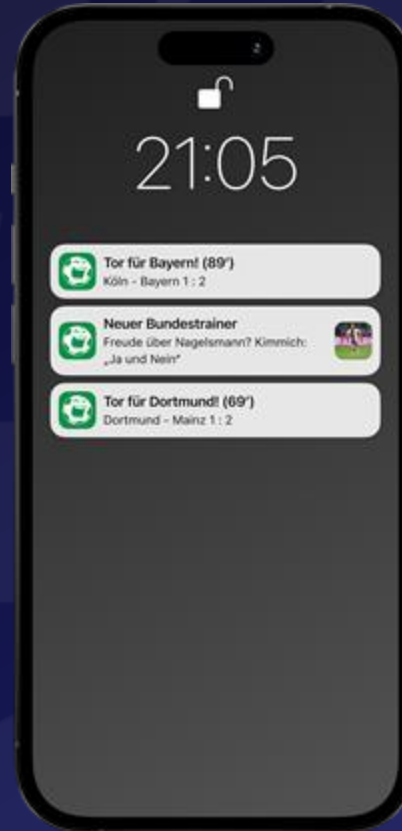 21:05
Tor für Bayern! (89')
Köln - Bayern 1 : 2
Neuer Bundestrainer
Freude über Nagelsmann? Kimmich:
„Ja und Nein“
Tor für Dortmund! (69')
Dortmund - Mainz 1 : 2